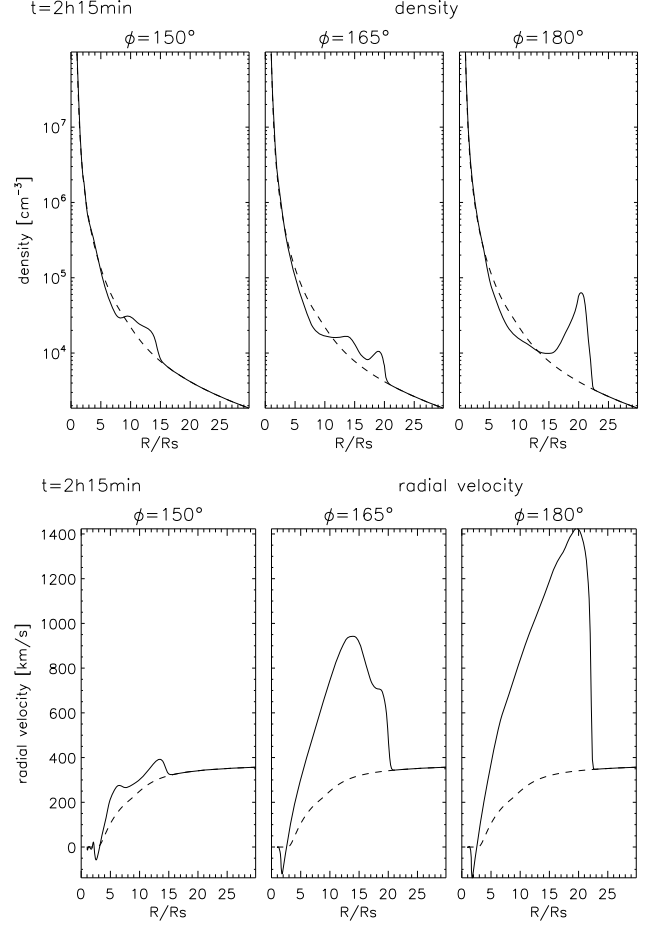 t=2h15min density
ϕ=150° ϕ=165° ϕ=180°
density [cm⁻³]
10⁷
10⁶
10⁵
10⁴
0 5 10 15 20 25 0 5 10 15 20 25 0 5 10 15 20 25
R/Rs R/Rs R/Rs
t=2h15min radial velocity
ϕ=150° ϕ=165° ϕ=180°
radial velocity [km/s]
1400
1200
1000
800
600
400
200
0
0 5 10 15 20 25 0 5 10 15 20 25 0 5 10 15 20 25
R/Rs R/Rs R/Rs